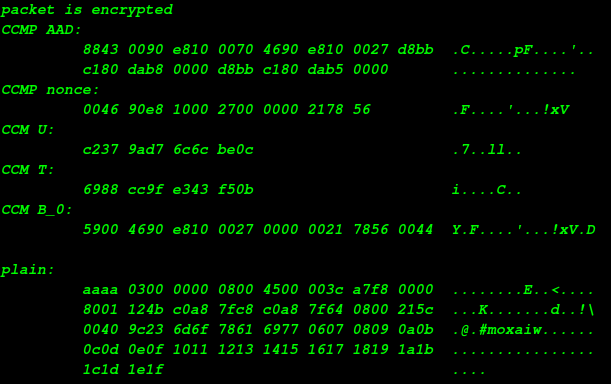 packet is encrypted
CCMP AAD:
8843 0090 e810 0070 4690 e810 0027 d8bb .C.....pF....'..
c180 dab8 0000 d8bb c180 dab5 0000 ..............
CCMP nonce:
0046 90e8 1000 2700 0000 2178 56 .F....'...!xV
CCM U:
c237 9ad7 6c6c be0c .7..ll..
CCM T:
6988 cc9f e343 f50b i....C..
CCM B_0:
5900 4690 e810 0027 0000 0021 7856 0044 Y.F....'...!xV.D
plain:
aaaa 0300 0000 0800 4500 003c a7f8 0000 ........E..<....
8001 124b c0a8 7fc8 c0a8 7f64 0800 215c ...K.......d..!\
0040 9c23 6d6f 7861 6977 0607 0809 0a0b .@.#moxaiw......
0c0d 0e0f 1011 1213 1415 1617 1819 1a1b ................
1c1d 1e1f ....